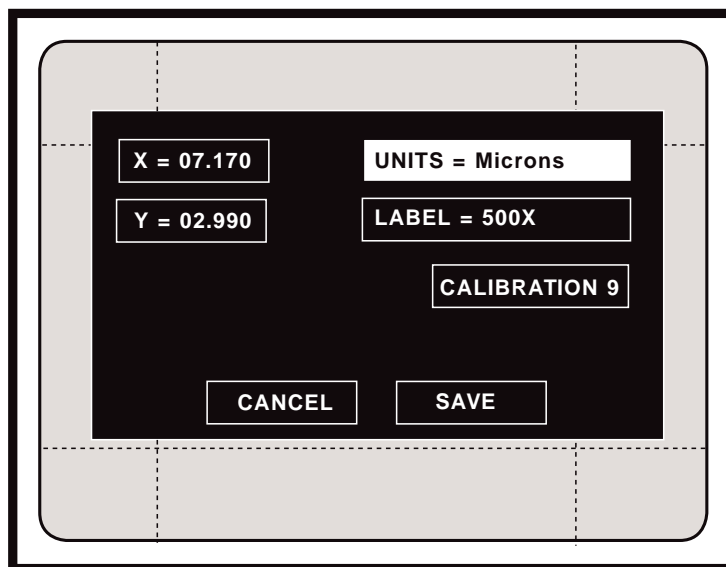 X = 07.170
UNITS = Microns
Y = 02.990
LABEL = 500X
CALIBRATION 9
CANCEL
SAVE